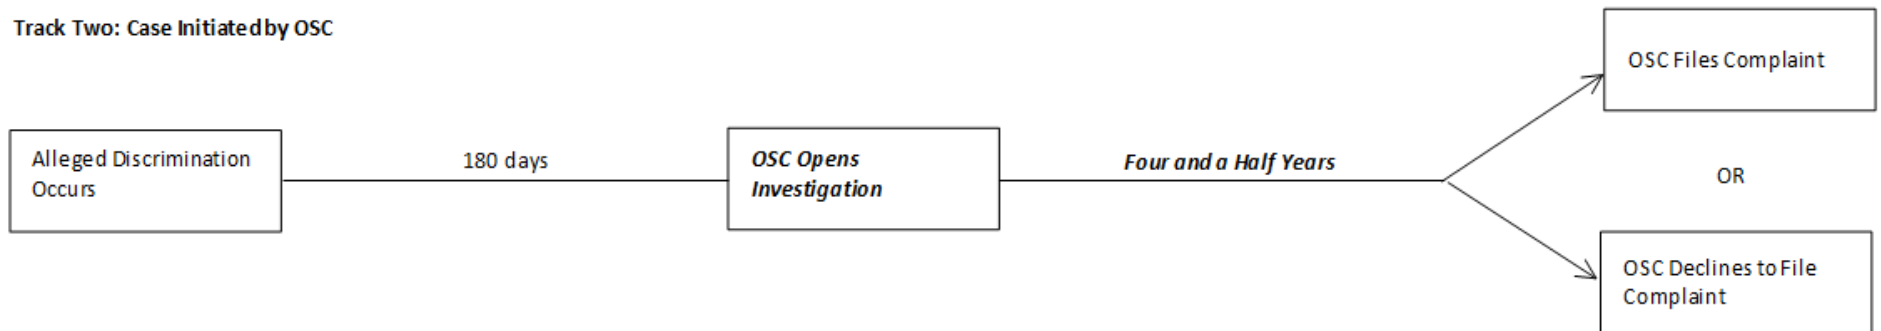 Track Two: Case Initiated by OSC
Alleged Discrimination
Occurs
180 days
OSC Opens
Investigation
Four and a Half Years
OSC Files Complaint
OR
OSC Declines to File
Complaint